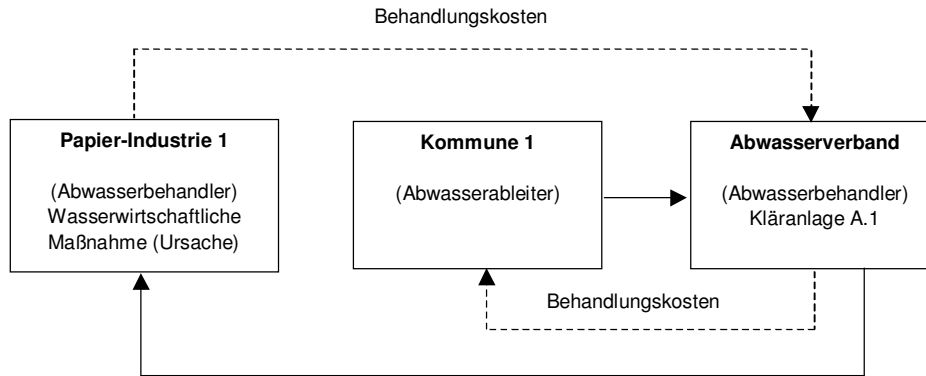 Behandlungskosten
Papier-Industrie 1
(Abwasserbehandler)
Wasserwirtschaftliche
Maßnahme (Ursache)
Kommune 1
(Abwasserableiter)
Abwasserverband
(Abwasserbehandler)
Kläranlage A.1
Behandlungskosten